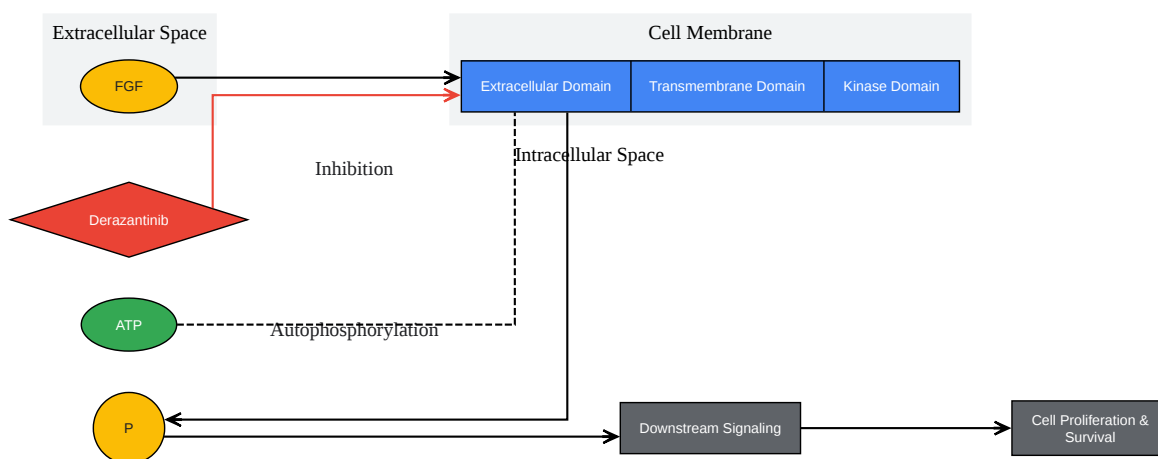 Extracellular Space
Cell Membrane
FGF
Extracellular Domain
Transmembrane Domain
Kinase Domain
Intracellular Space
Inhibition
Derazantinib
ATP
Autophosphorylation
P
Downstream Signaling
Cell Proliferation &
Survival